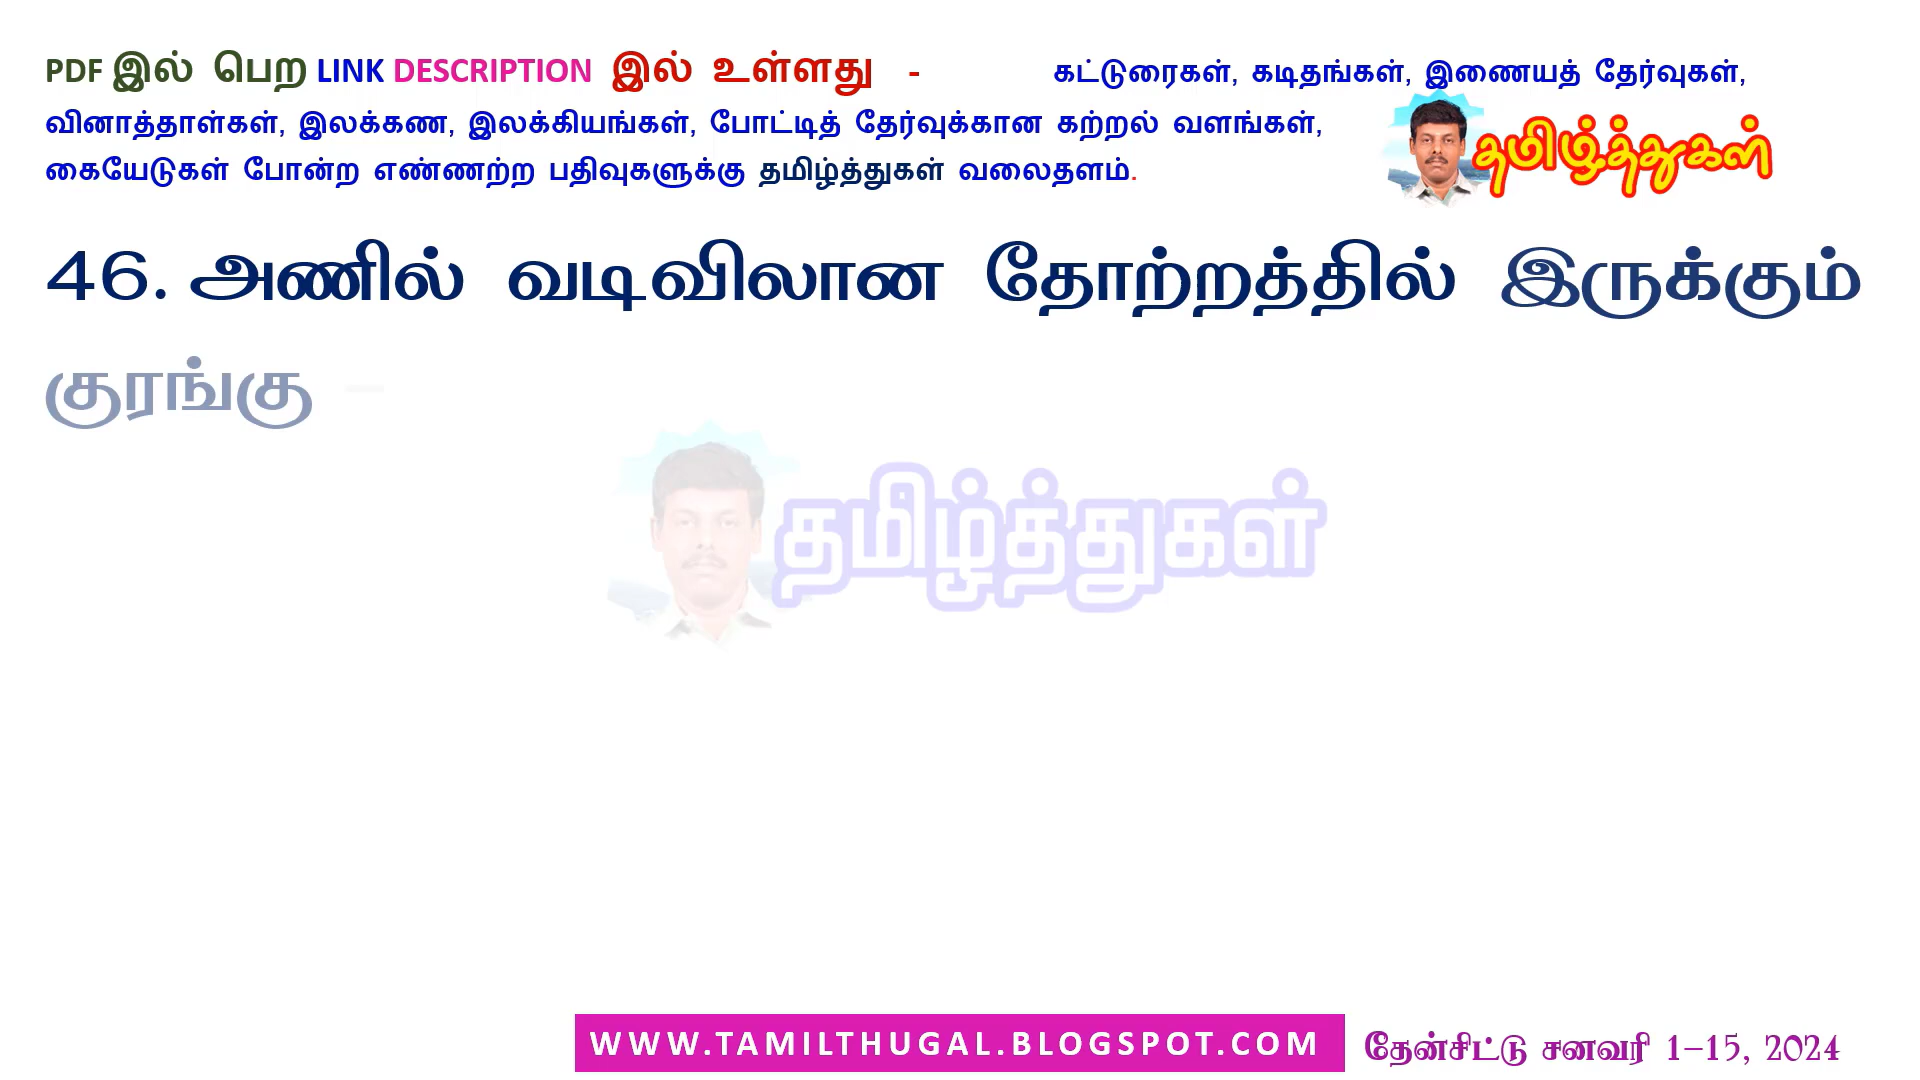 PDF இல் பெற LINK DESCRIPTION இல் உள்ளது - கட்டுரைகள், கடிதங்கள், இணையத் தேர்வுகள்,
வினாத்தாள்கள், இலக்கண, இலக்கியங்கள், போட்டித் தேர்வுக்கான கற்றல் வளங்கள்,
கையேடுகள் போன்ற எண்ணற்ற பதிவுகளுக்கு தமிழ்த்துகள் வலைதளம்.
தமிழ்த்துகள்
46. அணில் வடிவிலான தோற்றத்தில் இருக்கும்
குரங்கு –
தமிழ்த்துகள்
WWW.TAMILTHUGAL.BLOGSPOT.COM
தேன்சிட்டு சனவரி 1-15, 2024